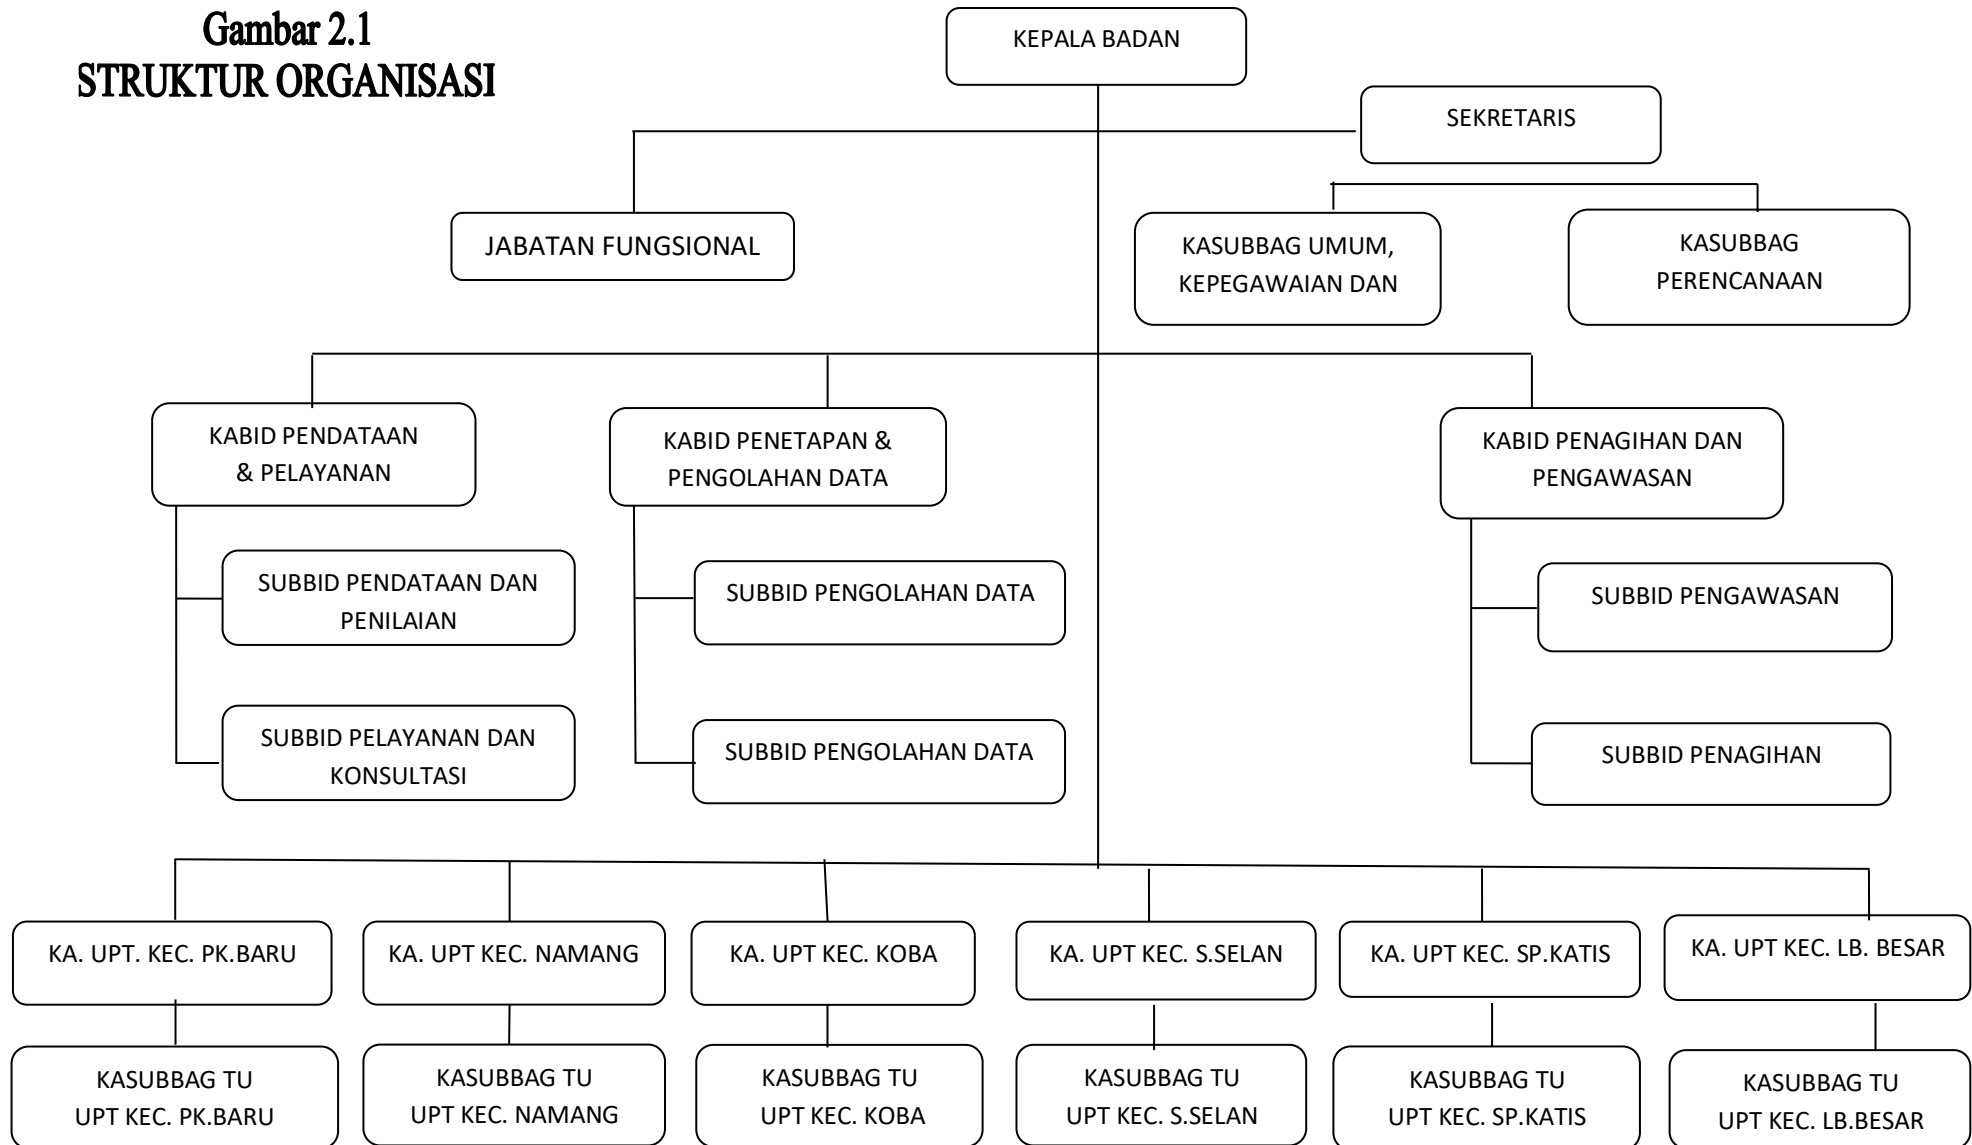 Gambar 2.1
STRUKTUR ORGANISASI
KEPALA BADAN
SEKRETARIS
JABATAN FUNGSIONAL
KASUBBAG UMUM,
KEPEGAWAIAN DAN
KASUBBAG
PERENCANAAN
KABID PENDATAAN
& PELAYANAN
KABID PENETAPAN &
PENGOLAHAN DATA
KABID PENAGIHAN DAN
PENGAWASAN
SUBBID PENDATAAN DAN
PENILAIAN
SUBBID PENGOLAHAN DATA
SUBBID PENGAWASAN
SUBBID PELAYANAN DAN
KONSULTASI
SUBBID PENGOLAHAN DATA
SUBBID PENAGIHAN
KA. UPT. KEC. PK.BARU
KA. UPT KEC. NAMANG
KA. UPT KEC. KOBA
KA. UPT KEC. S.SELAN
KA. UPT KEC. SP.KATIS
KA. UPT KEC. LB. BESAR
KASUBBAG TU
UPT KEC. PK.BARU
KASUBBAG TU
UPT KEC. NAMANG
KASUBBAG TU
UPT KEC. KOBA
KASUBBAG TU
UPT KEC. S.SELAN
KASUBBAG TU
UPT KEC. SP.KATIS
KASUBBAG TU
UPT KEC. LB.BESAR